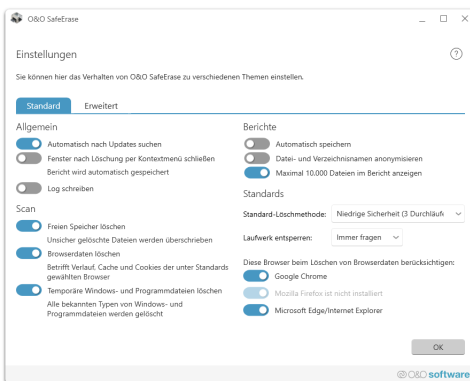 O&O SafeErase
Einstellungen
Sie können hier das Verhalten von O&O SafeErase zu verschiedenen Themen einstellen.
Standard Erweitert
Allgemein
Automatisch nach Updates suchen
Fenster nach Löschung per Kontextmenü schließen
Bericht wird automatisch gespeichert
Log schreiben
Scan
Freien Speicher löschen
Unsicher gelöschte Dateien werden überschrieben
Browserdaten löschen
Betrifft Verlauf. Cache und Cookies der unter Standards
gewählten Browser
Temporäre Windows- und Programmdateien löschen
Alle bekannten Typen von Windows- und
Programmdateien werden gelöscht
Berichte
Automatisch speichern
Datei- und Verzeichnisnamen anonymisieren
Maximal 10.000 Dateien im Bericht anzeigen
Standards
Standard-Löschmethode: Niedrige Sicherheit (3 Durchläufe
Laufwerk entsperren: Immer fragen
Diese Browser beim Löschen von Browserdaten berücksichtigen:
Google Chrome
Mozilla Firefox ist nicht installiert
Microsoft Edge/Internet Explorer
OK
O&O software